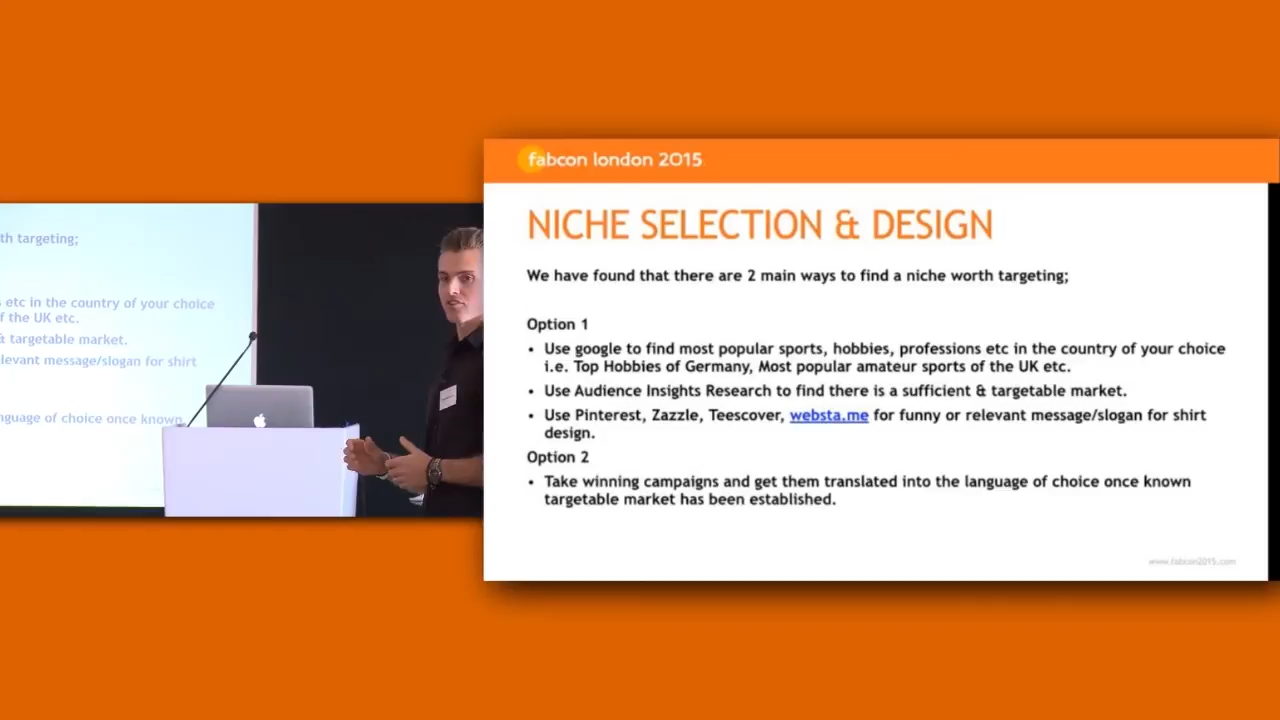 th targeting;
etc in the country of your choice
f the UK etc.
& targetable market.
levant message/slogan for shirt
nguage of choice once known
fabcon london 2015
NICHE SELECTION & DESIGN
We have found that there are 2 main ways to find a niche worth targeting;
Option 1
• Use google to find most popular sports, hobbies, professions etc in the country of your choice
i.e. Top Hobbies of Germany, Most popular amateur sports of the UK etc.
• Use Audience Insights Research to find there is a sufficient & targetable market.
• Use Pinterest, Zazzle, Teescover, websta.me for funny or relevant message/slogan for shirt
design.
Option 2
• Take winning campaigns and get them translated into the language of choice once known
targetable market has been established.
www.fabcon2015.com